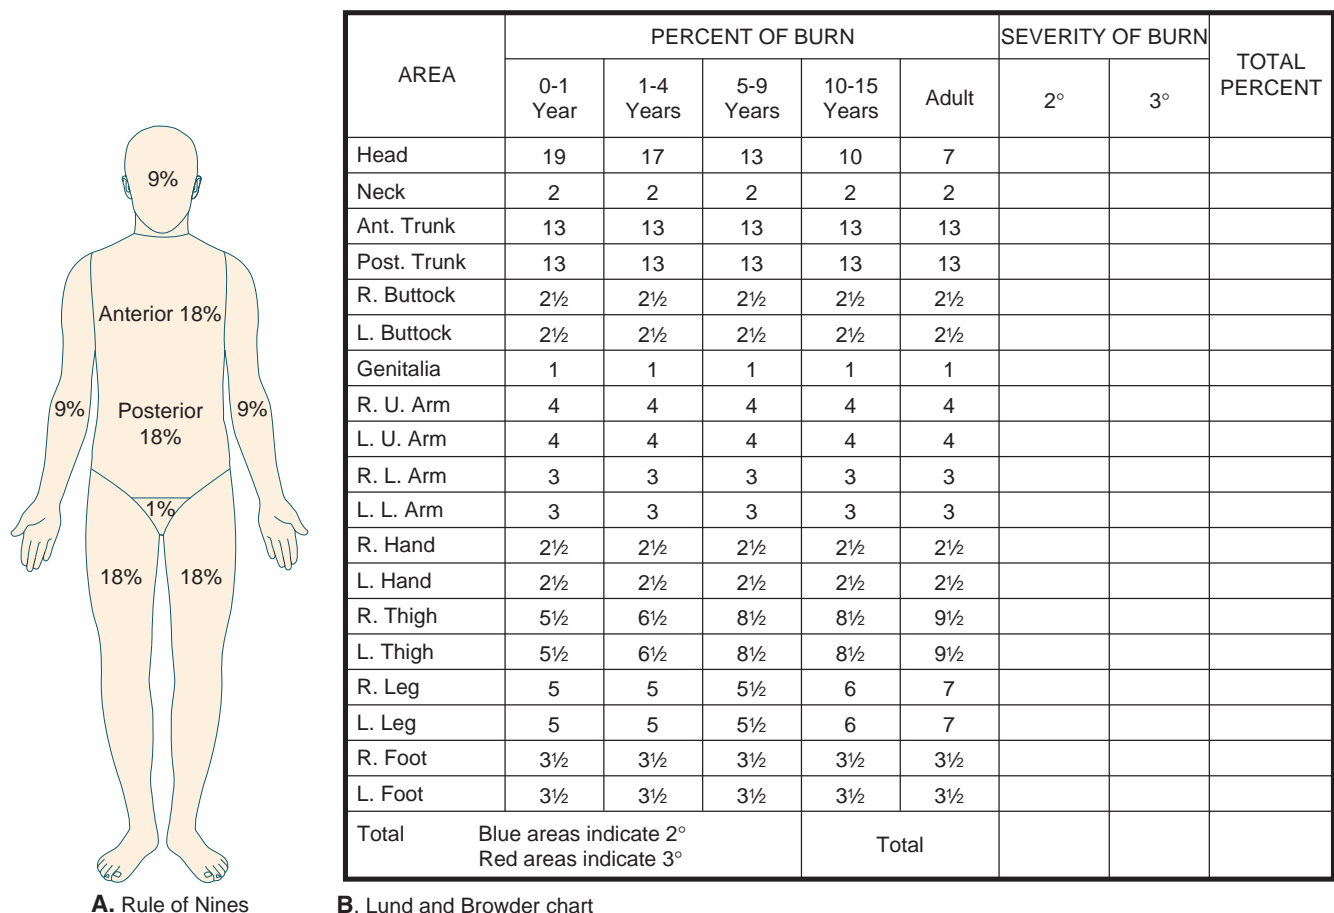 9%
Anterior 18%
9%
Posterior
18%
9%
1%
18%
18%
A. Rule of Nines
AREA
PERCENT OF BURN
SEVERITY OF BURN
TOTAL
PERCENT
0-1
Year
1-4
Years
5-9
Years
10-15
Years
Adult
2°
3°
Head 19 17 13 10 7
Neck 2 2 2 2 2
Ant. Trunk 13 13 13 13 13
Post. Trunk 13 13 13 13 13
R. Buttock 2½ 2½ 2½ 2½ 2½
L. Buttock 2½ 2½ 2½ 2½ 2½
Genitalia 1 1 1 1 1
R. U. Arm 4 4 4 4 4
L. U. Arm 4 4 4 4 4
R. L. Arm 3 3 3 3 3
L. L. Arm 3 3 3 3 3
R. Hand 2½ 2½ 2½ 2½ 2½
L. Hand 2½ 2½ 2½ 2½ 2½
R. Thigh 5½ 6½ 8½ 8½ 9½
L. Thigh 5½ 6½ 8½ 8½ 9½
R. Leg 5 5 5½ 6 7
L. Leg 5 5 5½ 6 7
R. Foot 3½ 3½ 3½ 3½ 3½
L. Foot 3½ 3½ 3½ 3½ 3½
Total Blue areas indicate 2°
Red areas indicate 3°
Total
B. Lund and Browder chart